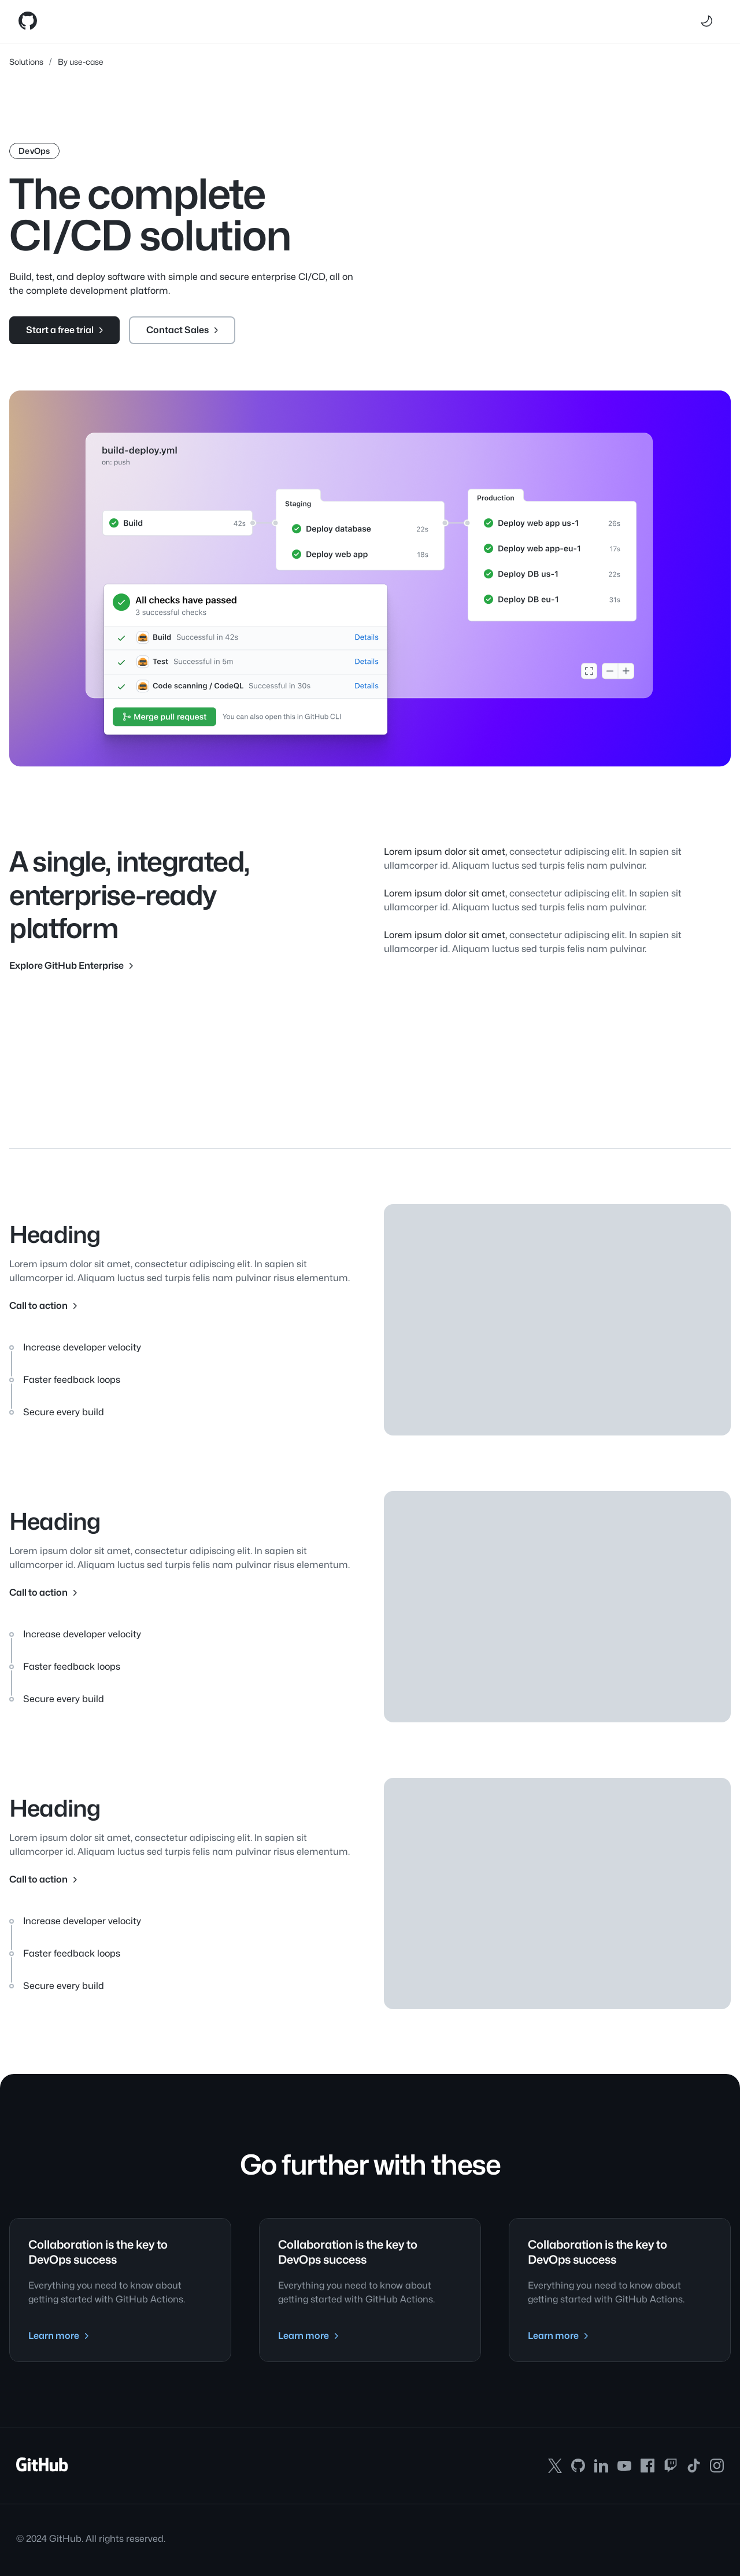 Solutions / By use-case
DevOps
The complete
CI/CD solution
Build, test, and deploy software with simple and secure enterprise CI/CD, all on
the complete development platform.
Start a free trial
Contact Sales
build-deploy.yml
on: push
Build 42s
Staging
Deploy database 22s
Deploy web app 18s
Production
Deploy web app us-1 26s
Deploy web app-eu-1 17s
Deploy DB us-1 22s
Deploy DB eu-1 31s
All checks have passed
3 successful checks
Build Successful in 42s Details
Test Successful in 5m Details
Code scanning / CodeQL Successful in 30s Details
Merge pull request You can also open this in GitHub CLI
A single, integrated,
enterprise-ready
platform
Explore GitHub Enterprise
Lorem ipsum dolor sit amet, consectetur adipiscing elit. In sapien sit
ullamcorper id. Aliquam luctus sed turpis felis nam pulvinar.
Lorem ipsum dolor sit amet, consectetur adipiscing elit. In sapien sit
ullamcorper id. Aliquam luctus sed turpis felis nam pulvinar.
Lorem ipsum dolor sit amet, consectetur adipiscing elit. In sapien sit
ullamcorper id. Aliquam luctus sed turpis felis nam pulvinar.
Heading
Lorem ipsum dolor sit amet, consectetur adipiscing elit. In sapien sit
ullamcorper id. Aliquam luctus sed turpis felis nam pulvinar risus elementum.
Call to action
Increase developer velocity
Faster feedback loops
Secure every build
Heading
Lorem ipsum dolor sit amet, consectetur adipiscing elit. In sapien sit
ullamcorper id. Aliquam luctus sed turpis felis nam pulvinar risus elementum.
Call to action
Increase developer velocity
Faster feedback loops
Secure every build
Heading
Lorem ipsum dolor sit amet, consectetur adipiscing elit. In sapien sit
ullamcorper id. Aliquam luctus sed turpis felis nam pulvinar risus elementum.
Call to action
Increase developer velocity
Faster feedback loops
Secure every build
Go further with these
Collaboration is the key to
DevOps success
Everything you need to know about
getting started with GitHub Actions.
Learn more
Collaboration is the key to
DevOps success
Everything you need to know about
getting started with GitHub Actions.
Learn more
Collaboration is the key to
DevOps success
Everything you need to know about
getting started with GitHub Actions.
Learn more
GitHub
© 2024 GitHub. All rights reserved.